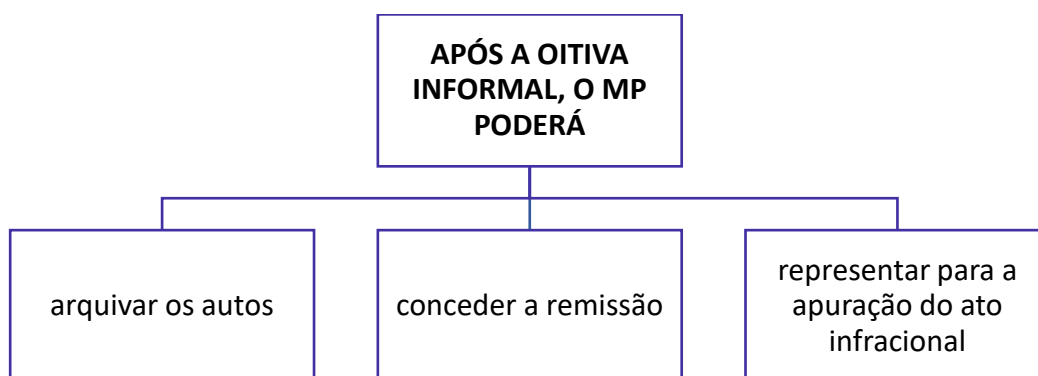 APÓS A OITIVA
INFORMAL, O MP
PODERÁ
arquivar os autos
conceder a remissão
representar para a
apuração do ato
infracional